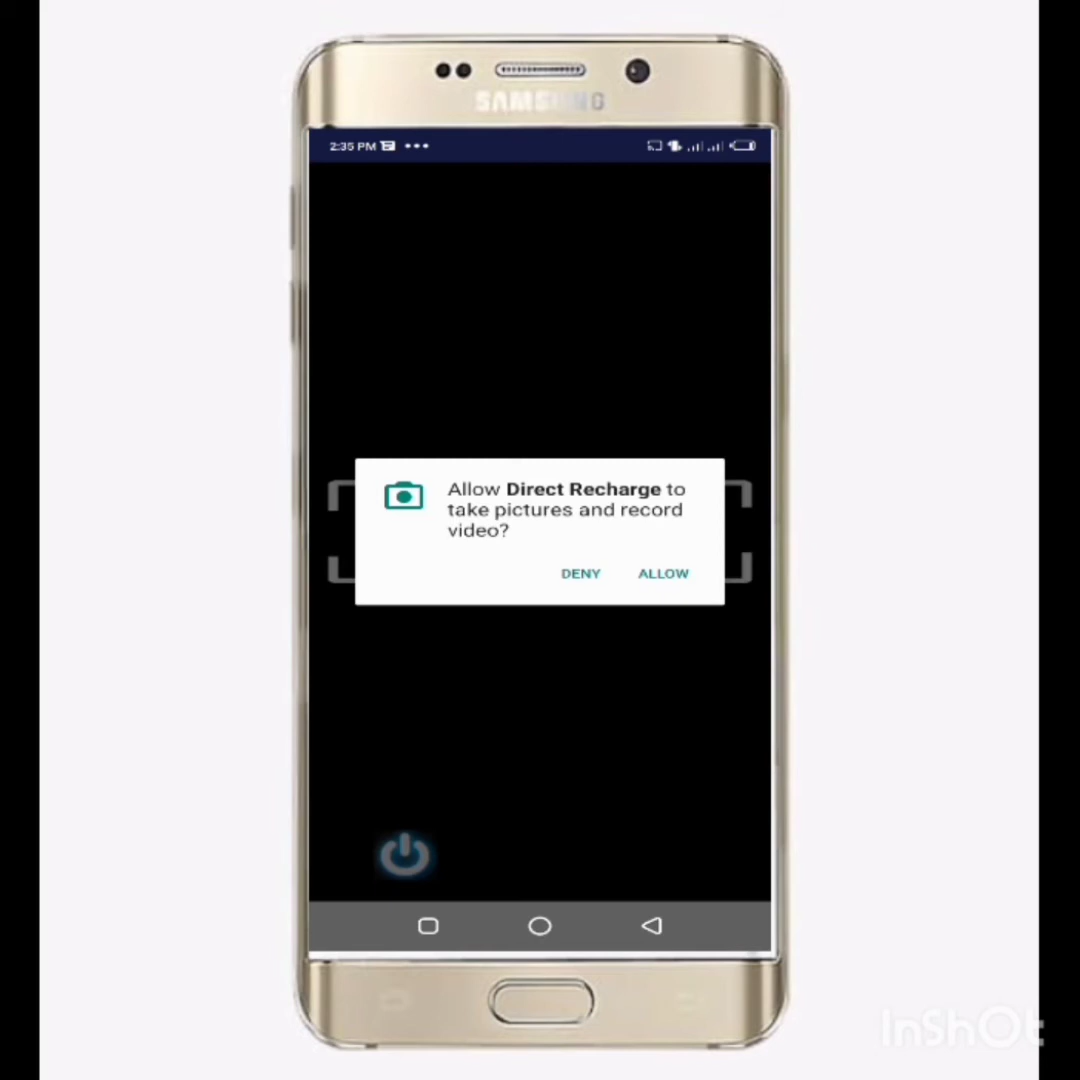 SAMSUNG
2:35 PM
Allow Direct Recharge to
take pictures and record
video?
DENY ALLOW
InShOt